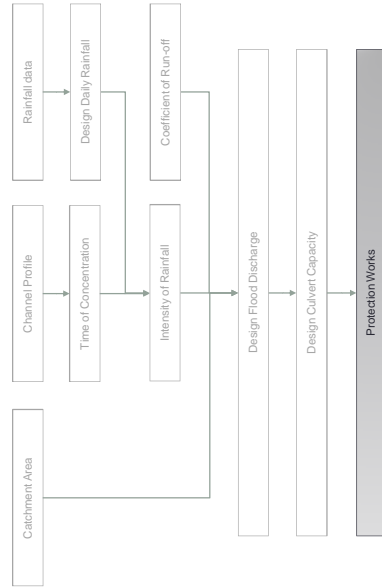 Catchment Area
Channel Profile
Rainfall data
Time of Concentration
Design Daily Rainfall
Intensity of Rainfall
Coefficient of Run-off
Design Flood Discharge
Design Culvert Capacity
Protection Works